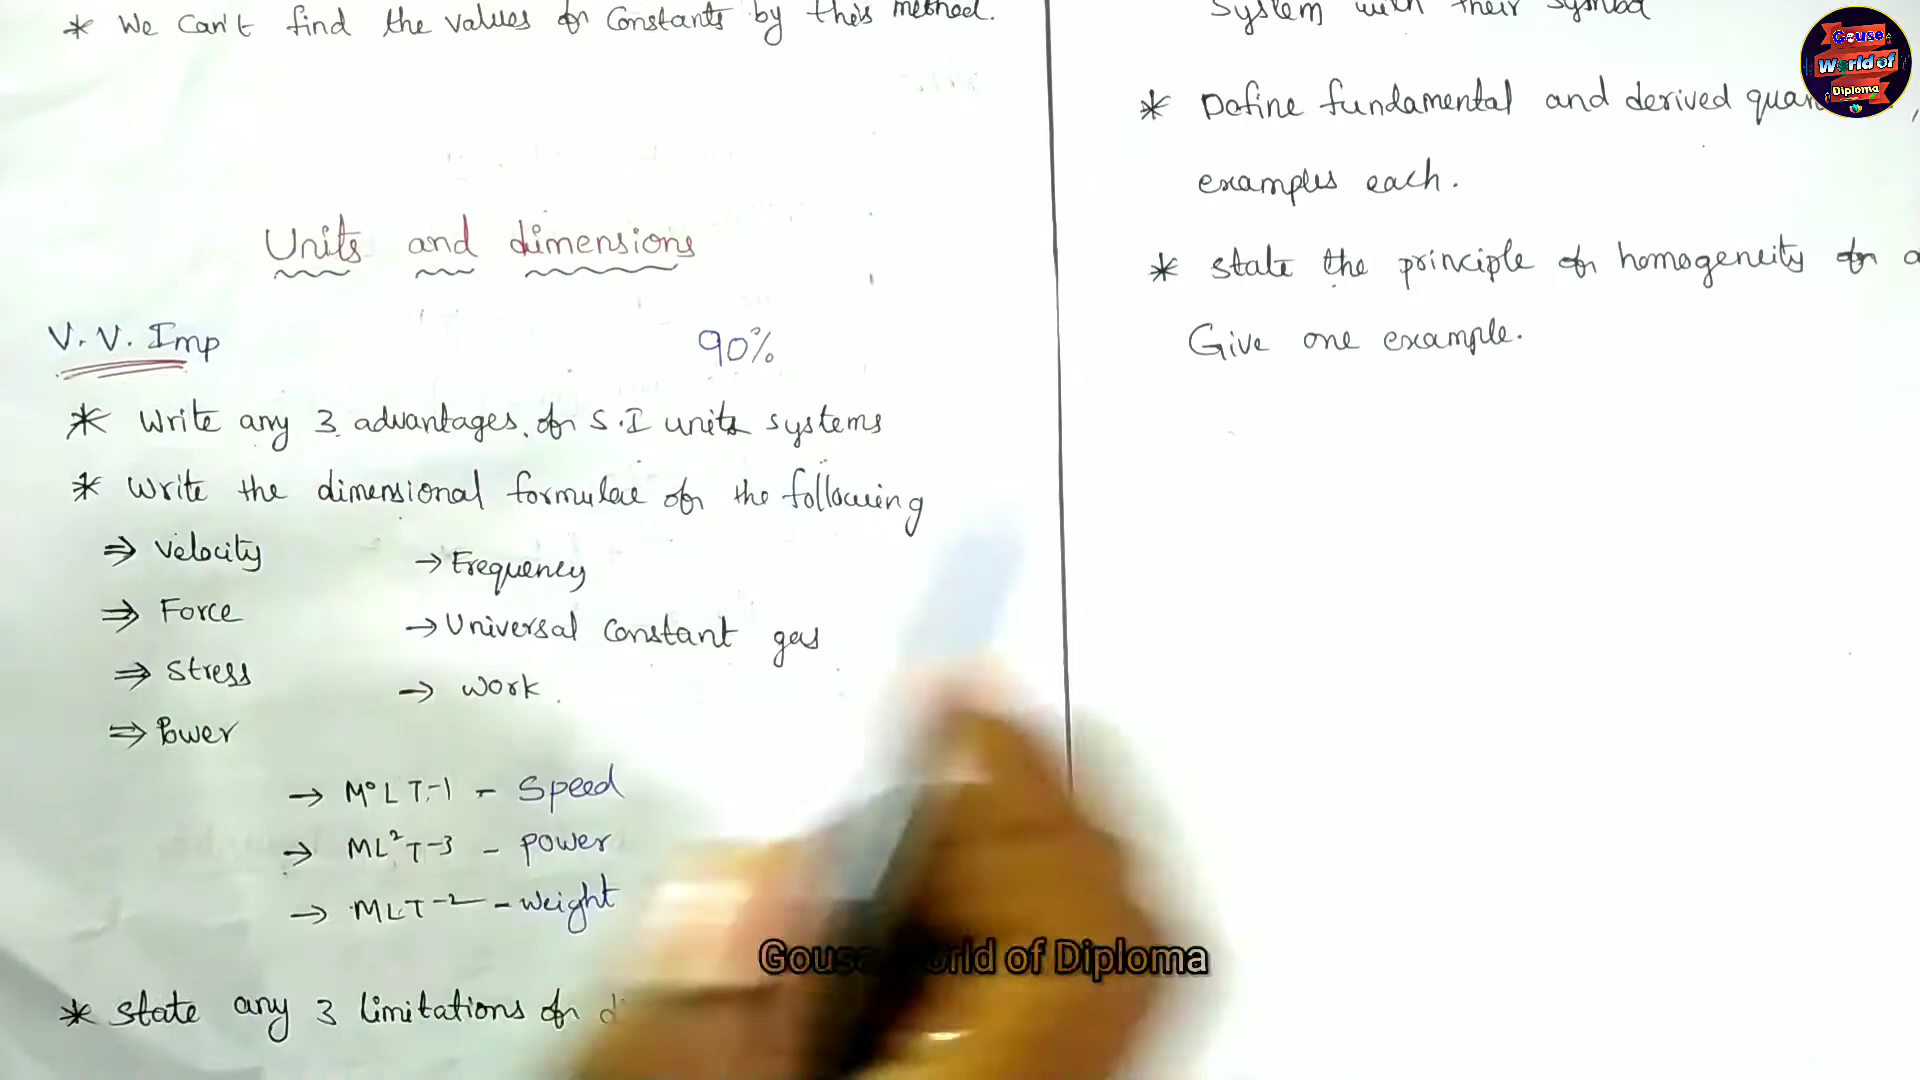 * We Can't find the values of Constants by this method.
Units and dimensions
V. V. Imp 90%
* Write any 3 advantages of S.I units systems
* Write the dimensional formulae of the following
⇒ Velocity → Frequency
⇒ Force → Universal constant gas
⇒ Stress → Work.
⇒ Power
→ M°LT-1 - Speed
→ ML²T-3 - Power
→ MLT-2 - Weight
* State any 3 limitations of
System with their symbol
* Define fundamental and derived
examples each.
* State the principle of homogeneity of
Give one example.
Gouse World of Diploma
Gouse World of Diploma